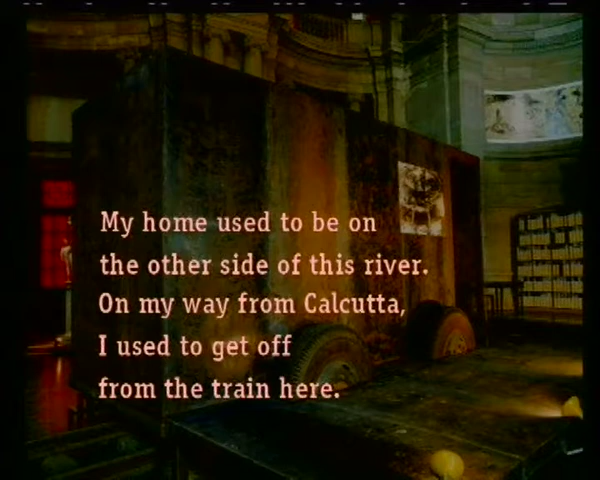 My home used to be on
the other side of this river.
On my way from Calcutta,
I used to get off
from the train here.